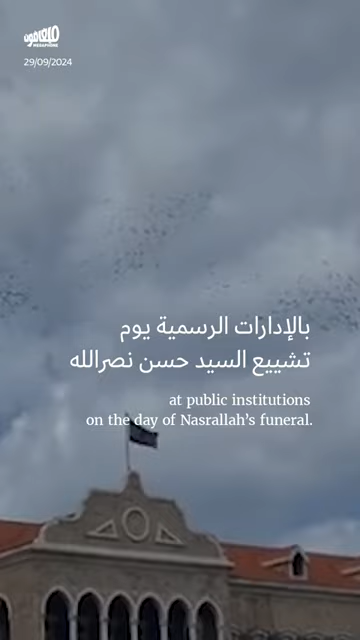 ميغافون
MEGAPHONE
29/09/2024
بالإدارات الرسمية يوم
تشييع السيد حسن نصرالله
at public institutions
on the day of Nasrallah's funeral.